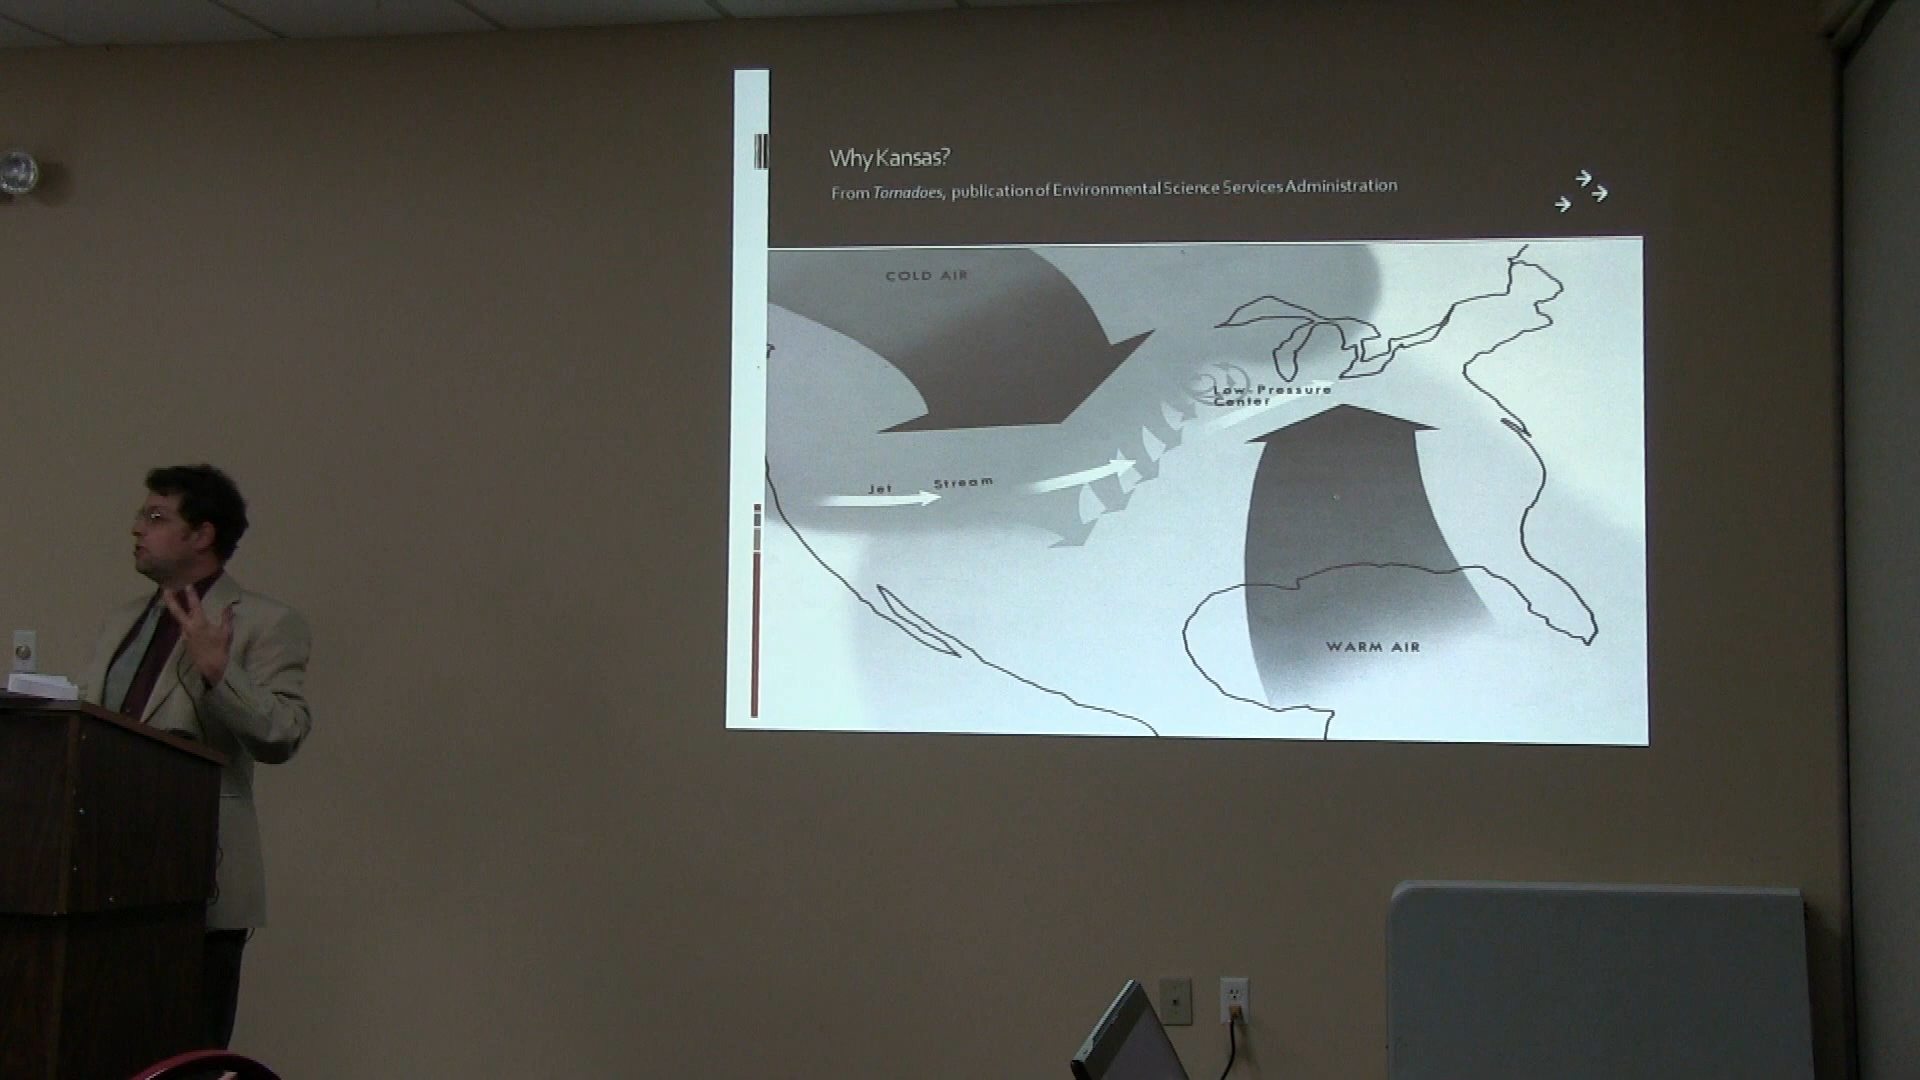 Why Kansas?
From Tornadoes, publication of Environmental Science Services Administration
COLD AIR
Low-Pressure
Center
Jet Stream
WARM AIR